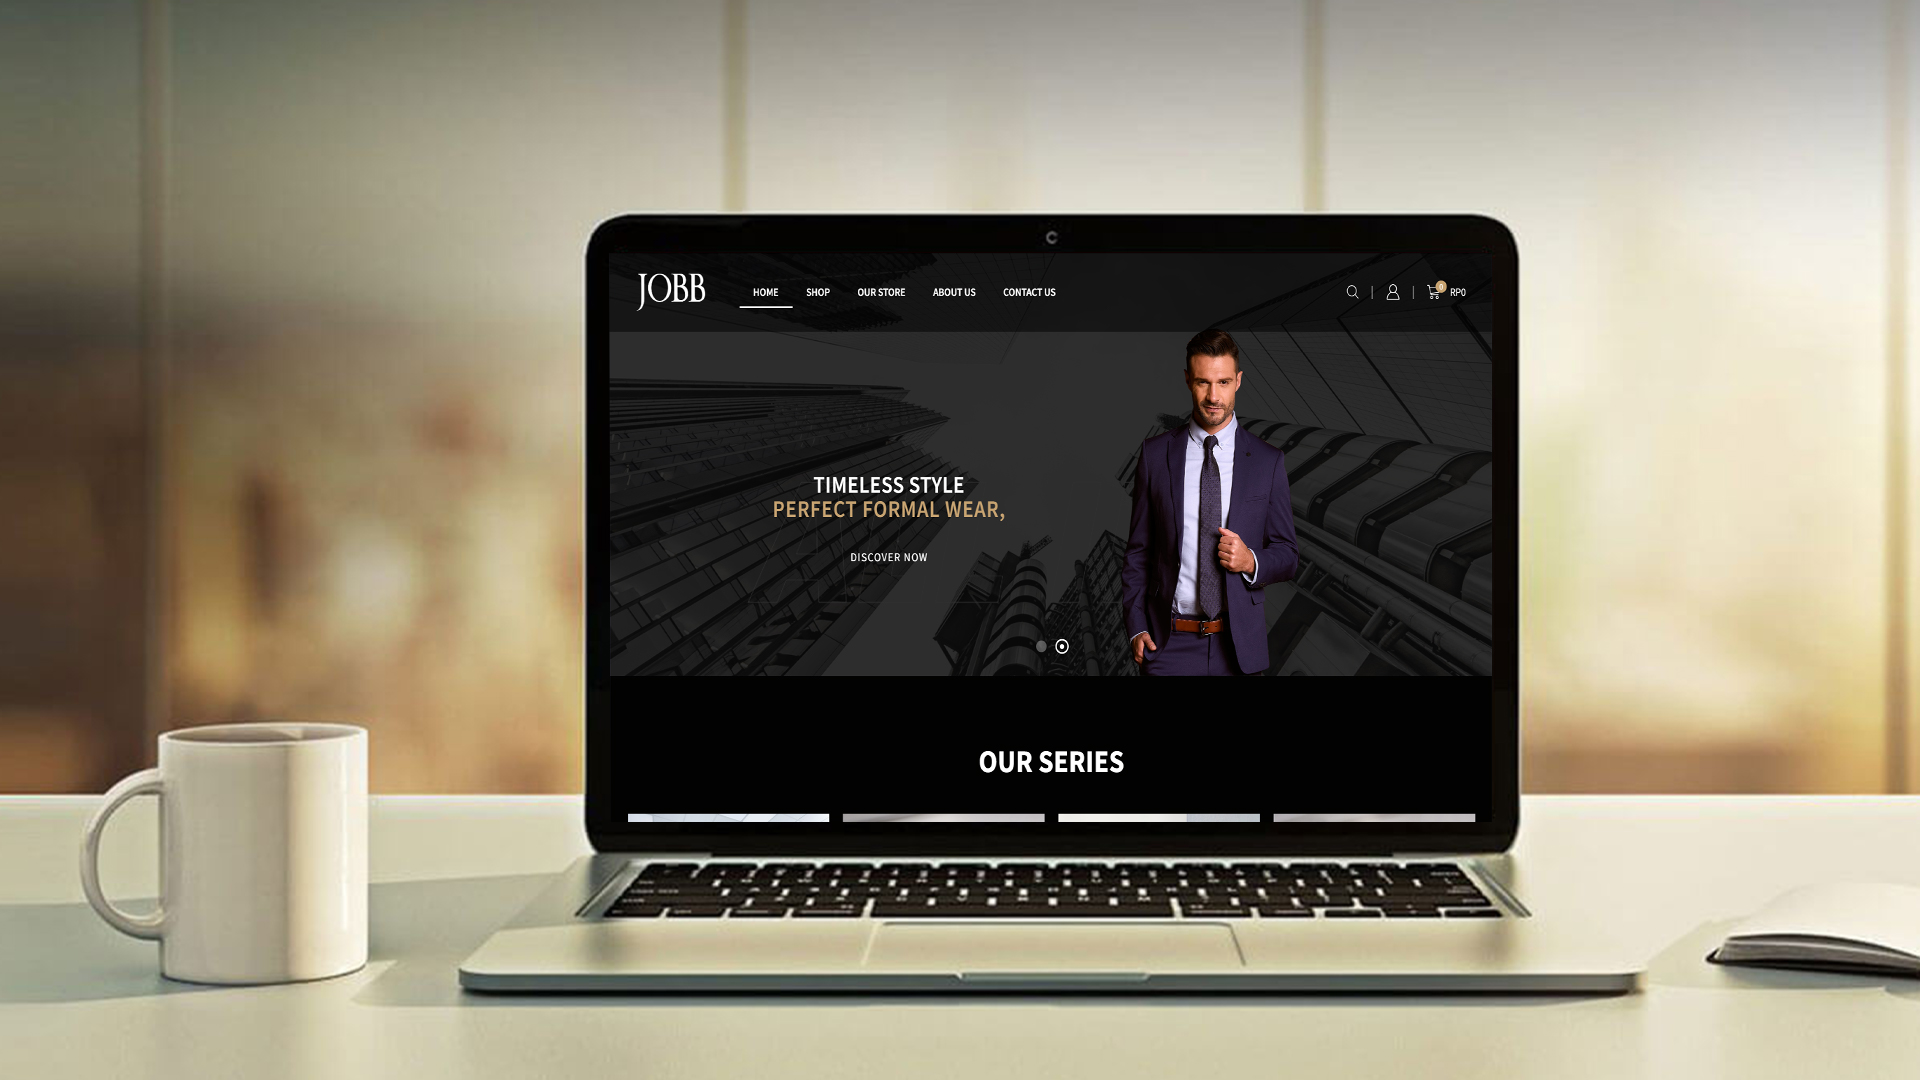 JOBB
HOME SHOP OUR STORE ABOUT US CONTACT US
0 RP0
TIMELESS STYLE
PERFECT FORMAL WEAR,
DISCOVER NOW
OUR SERIES